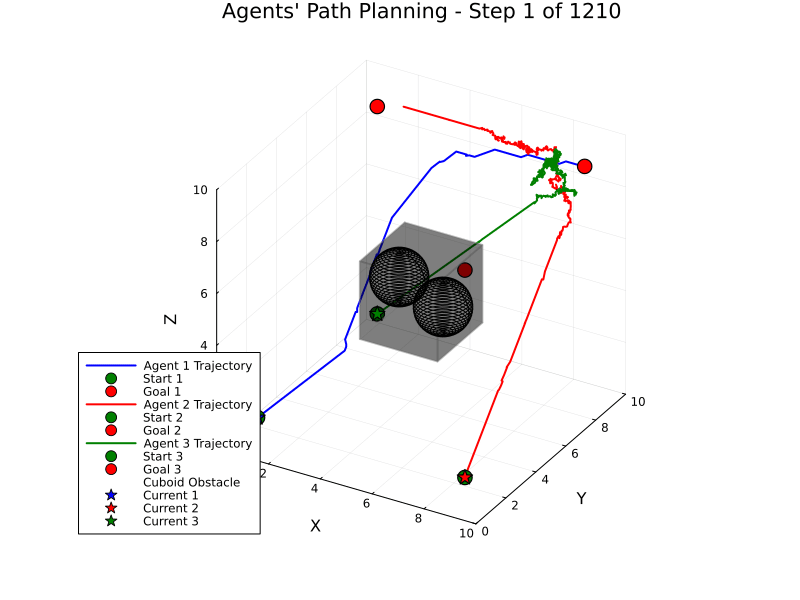 Agents' Path Planning - Step 1 of 1210
10
8
6
4
Z
2
4
6
8
10
X
0
2
4
6
8
10
Y
Agent 1 Trajectory
Start 1
Goal 1
Agent 2 Trajectory
Start 2
Goal 2
Agent 3 Trajectory
Start 3
Goal 3
Cuboid Obstacle
Current 1
Current 2
Current 3